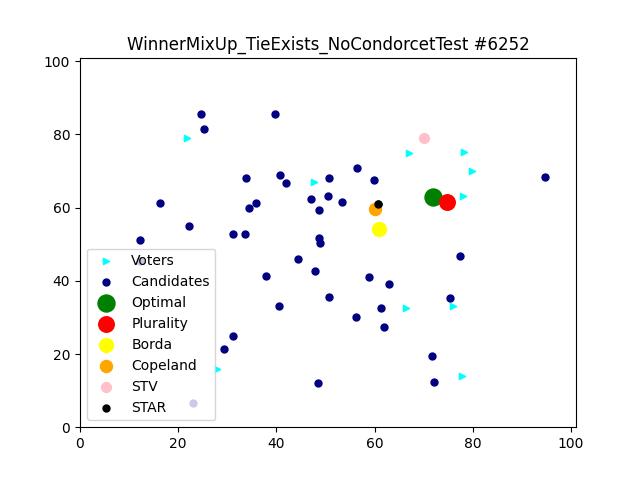 WinnerMixUp_TieExists_NoCondorcetTest #6252
100
80
60
40
20
0
Voters
Candidates
Optimal
Plurality
Borda
Copeland
STV
STAR
0 20 40 60 80 100